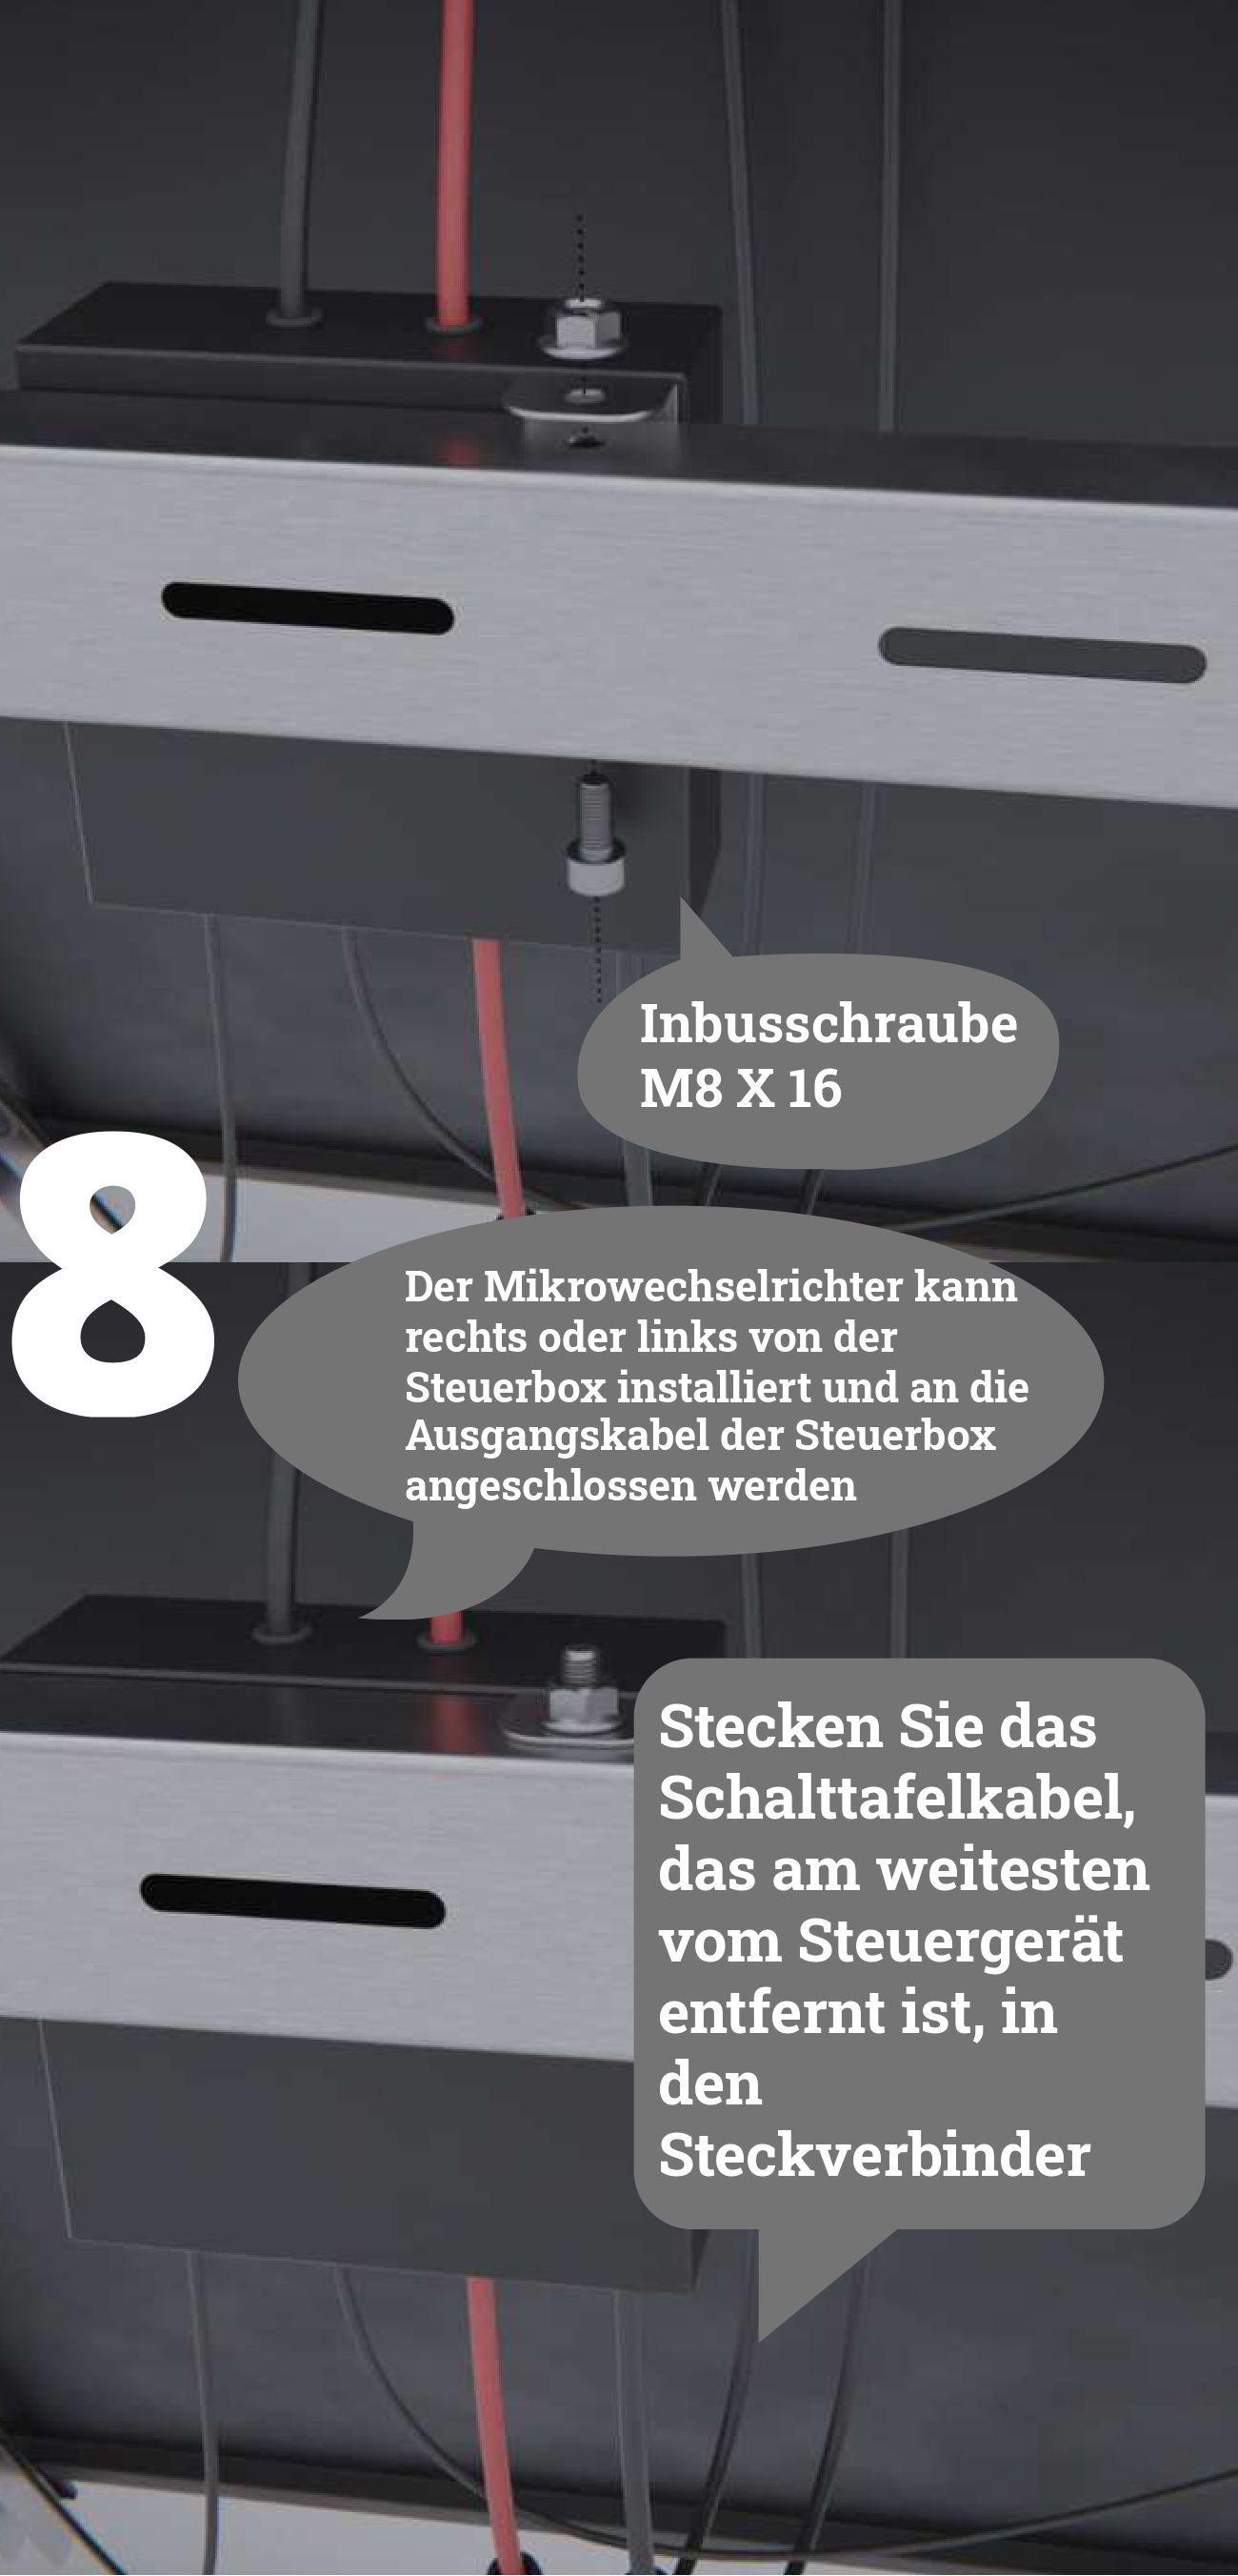 Inbusschraube
M8 X 16
8
Der Mikrowechselrichter kann
rechts oder links von der
Steuerbox installiert und an die
Ausgangskabel der Steuerbox
angeschlossen werden
Stecken Sie das
Schalttafelkabel,
das am weitesten
vom Steuergerät
entfernt ist, in
den
Steckverbinder